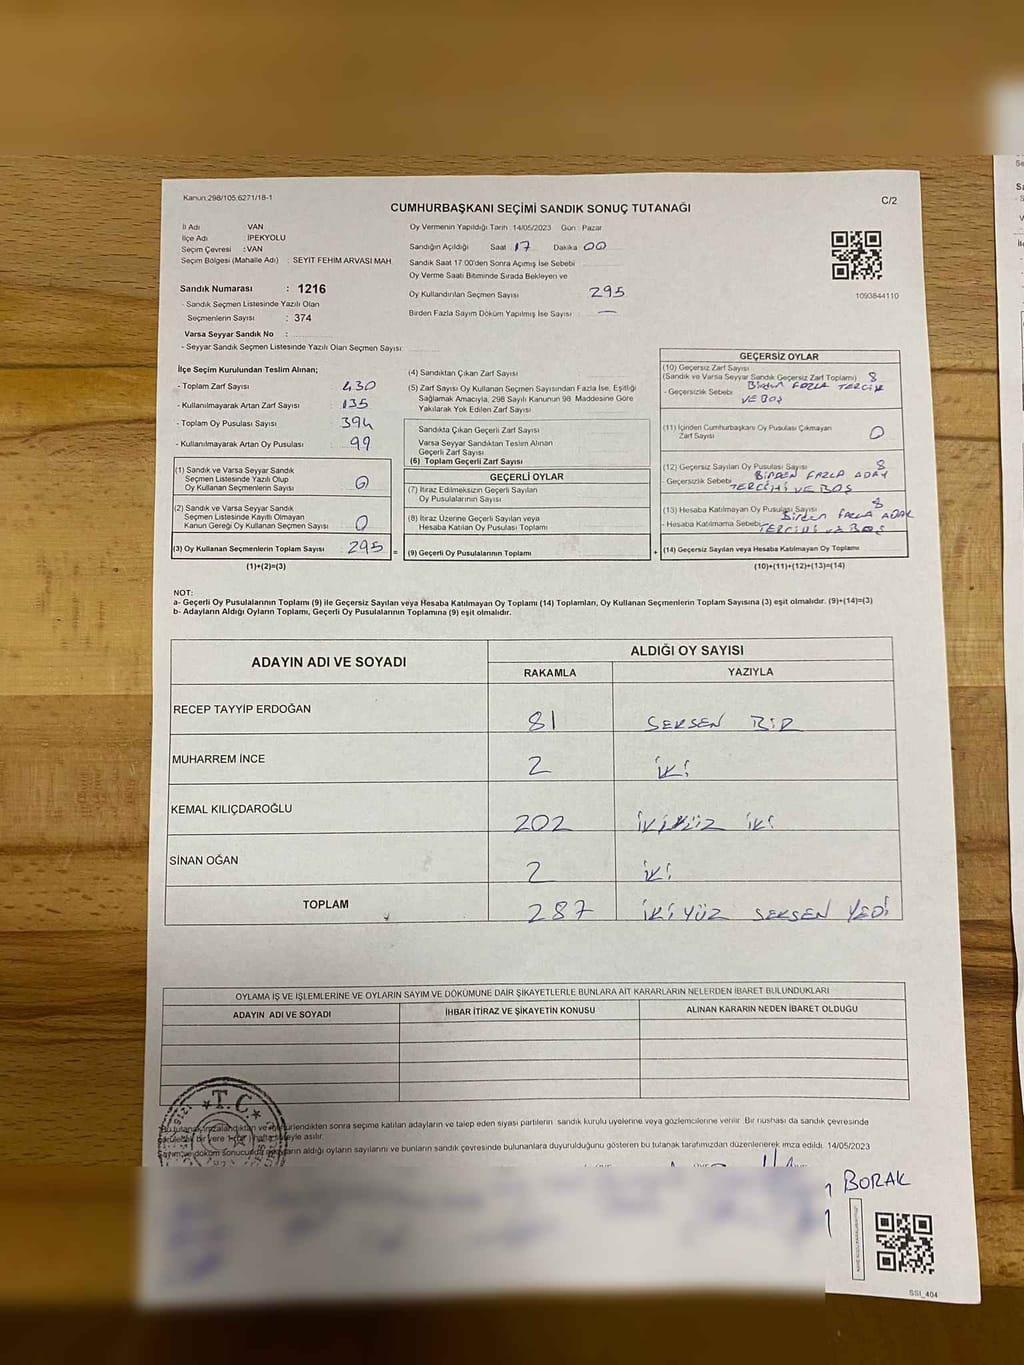 Kanun:298/105.6271/18-1
C/2
CUMHURBAŞKANI SEÇİMİ SANDIK SONUÇ TUTANAĞI
İl Adı : VAN
İlçe Adı : İPEKYOLU
Seçim Çevresi :VAN
Seçim Bölgesi (Mahalle Adı) : SEYİT FEHİM ARVASİ MAH.
Sandık Numarası : 1216
- Sandık Seçmen Listesinde Yazılı Olan
Seçmenlerin Sayısı : 374
Varsa Seyyar Sandık No :
- Seyyar Sandık Seçmen Listesinde Yazılı Olan Seçmen Sayısı:
Oy Vermenin Yapıldığı Tarih 14/05/2023 Gün : Pazar
Sandığın Açıldığı Saat 17 Dakika 00
Sandık Saat 17.00'den Sonra Açımış İse Sebebi
Oy Verme Saati Bitiminde Sırada Bekleyen ve
Oy Kullandırılan Seçmen Sayısı 295
Birden Fazla Sayım Döküm Yapılmış İse Sayısı : —
1093844110
İlçe Seçim Kurulundan Teslim Alınan;
- Toplam Zarf Sayısı 430
- Kullanılmayarak Artan Zarf Sayısı 135
- Toplam Oy Pusulası Sayısı 394
- Kullanılmayarak Artan Oy Pusulası 99
(1) Sandık ve Varsa Seyyar Sandık
Seçmen Listesinde Yazılı Olup
Oy Kullanan Seçmenlerin Sayısı
(2) Sandık ve Varsa Seyyar Sandık
Seçmen Listesinde Kayıtlı Olmayan
Kanun Gereği Oy Kullanan Seçmen Sayısı 0
(3) Oy Kullanan Seçmenlerin Toplam Sayısı 295 =
(1)+(2)=(3)
(4) Sandıktan Çıkan Zarf Sayısı
(5) Zarf Sayısı Oy Kullanan Seçmen Sayısından Fazla İse, Eşitliği
Sağlamak Amacıyla, 298 Sayılı Kanunun 98. Maddesine Göre
Yakılarak Yok Edilen Zarf Sayısı
Sandıkta Çıkan Geçerli Zarf Sayısı
Varsa Seyyar Sandıktan Teslim Alınan
Geçerli Zarf Sayısı
(6) Toplam Geçerli Zarf Sayısı
GEÇERLİ OYLAR
(7) İtiraz Edilmeksizin Geçerli Sayılan
Oy Pusulalarının Sayısı
(8) İtiraz Üzerine Geçerli Sayılan veya
Hesaba Katılan Oy Pusulası Toplamı
(9) Geçerli Oy Pusulalarının Toplamı +
GEÇERSİZ OYLAR
(10) Geçersiz Zarf Sayısı
(Sandık ve Varsa Seyyar Sandık Geçersiz Zarf Toplamı) 8
- Geçersizlik Sebebi Birden FAZLA TERCİH
VE BOŞ
(11) İçinden Cumhurbaşkanı Oy Pusulası Çıkmayan
Zarf Sayısı 0
(12) Geçersiz Sayılan Oy Pusulası Sayısı 8
- Geçersizlik Sebebi BİRDEN FAZLA ADAY
TERCİHİ VE BOŞ
(13) Hesaba Katılmayan Oy Pusulası Sayısı 8
- Hesaba Katılmama Sebebi Birden FAZLA ADAY
TERCİHİ VE BOŞ
(14) Geçersiz Sayılan veya Hesaba Katılmayan Oy Toplamı
(10)+(11)+(12)+(13)=(14)
NOT:
a- Geçerli Oy Pusulalarının Toplamı (9) ile Geçersiz Sayılan veya Hesaba Katılmayan Oy Toplamı (14) Toplamları, Oy Kullanan Seçmenlerin Toplam Sayısına (3) eşit olmalıdır. (9)+(14)=(3)
b- Adayların Aldığı Oyların Toplamı, Geçerli Oy Pusulalarının Toplamına (9) eşit olmalıdır.
ADAYIN ADI VE SOYADI
ALDIĞI OY SAYISI
RAKAMLA YAZIYLA
RECEP TAYYİP ERDOĞAN 81 SEKSEN BİR
MUHARREM İNCE 2 İKİ
KEMAL KILIÇDAROĞLU 202 İKİYÜZ İKİ
SİNAN OĞAN 2 İKİ
TOPLAM 287 İKİYÜZ SEKSEN YEDİ
OYLAMA İŞ VE İŞLEMLERİNE VE OYLARIN SAYIM VE DÖKÜMÜNE DAİR ŞİKAYETLERLE BUNLARA AİT KARARLARIN NELERDEN İBARET BULUNDUKLARI
ADAYIN ADI VE SOYADI İHBAR İTİRAZ VE ŞİKAYETİN KONUSU ALINAN KARARIN NEDEN İBARET OLDUĞU
T.C.
Bu tutanak, imzalandıktan ve sonra seçime katılan adayların ve talep eden siyasi partilerin sandık kurulu üyelerine veya gözlemcilerine verilir. Bir nüshası da sandık çevresinde
bir yere asılır.
Sayım ve döküm sonucunda aldığı oyların sayılarını ve bunların sandık çevresinde bulunanlara duyurulduğunu gösteren bu tutanak tarafımızdan düzenlenerek imza edildi. 14/05/2023
BORAK
SSI_404